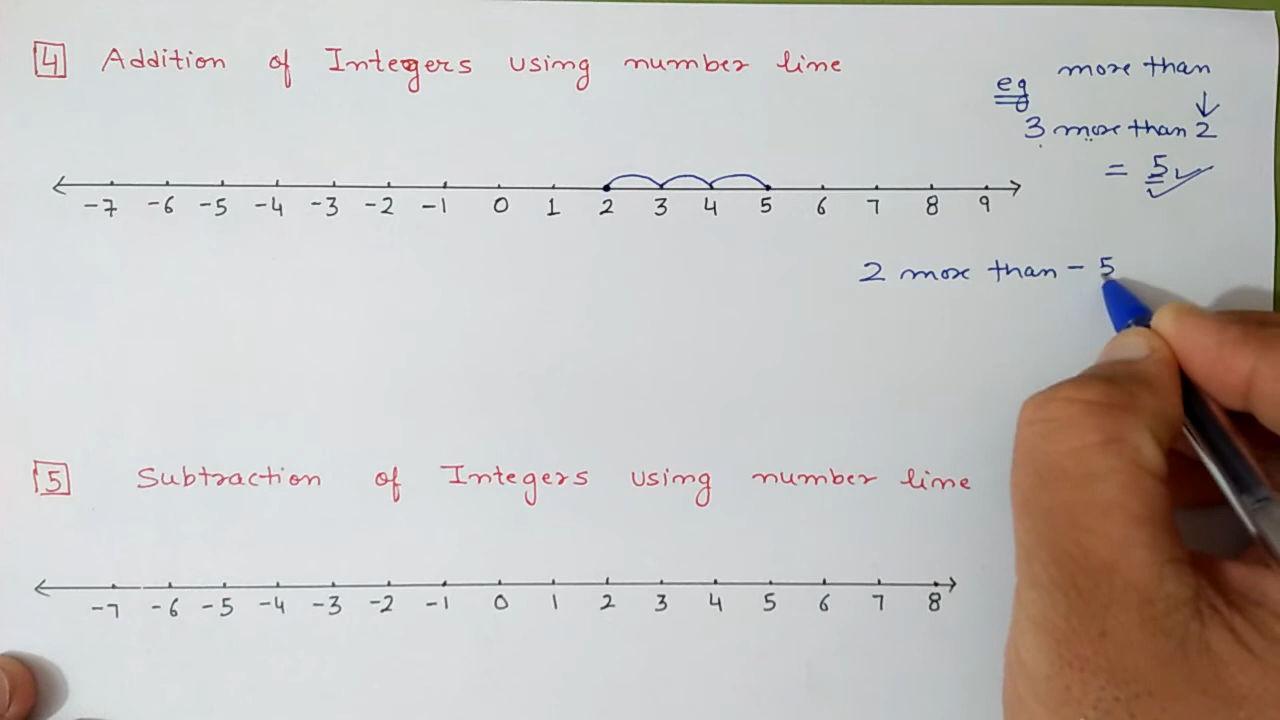 4 Addition of Integers using number line
eg more than
↓
3 more than 2
= 5 ✓
-7 -6 -5 -4 -3 -2 -1 0 1 2 3 4 5 6 7 8 9
2 more than - 5
5 Subtraction of Integers using number line
-7 -6 -5 -4 -3 -2 -1 0 1 2 3 4 5 6 7 8